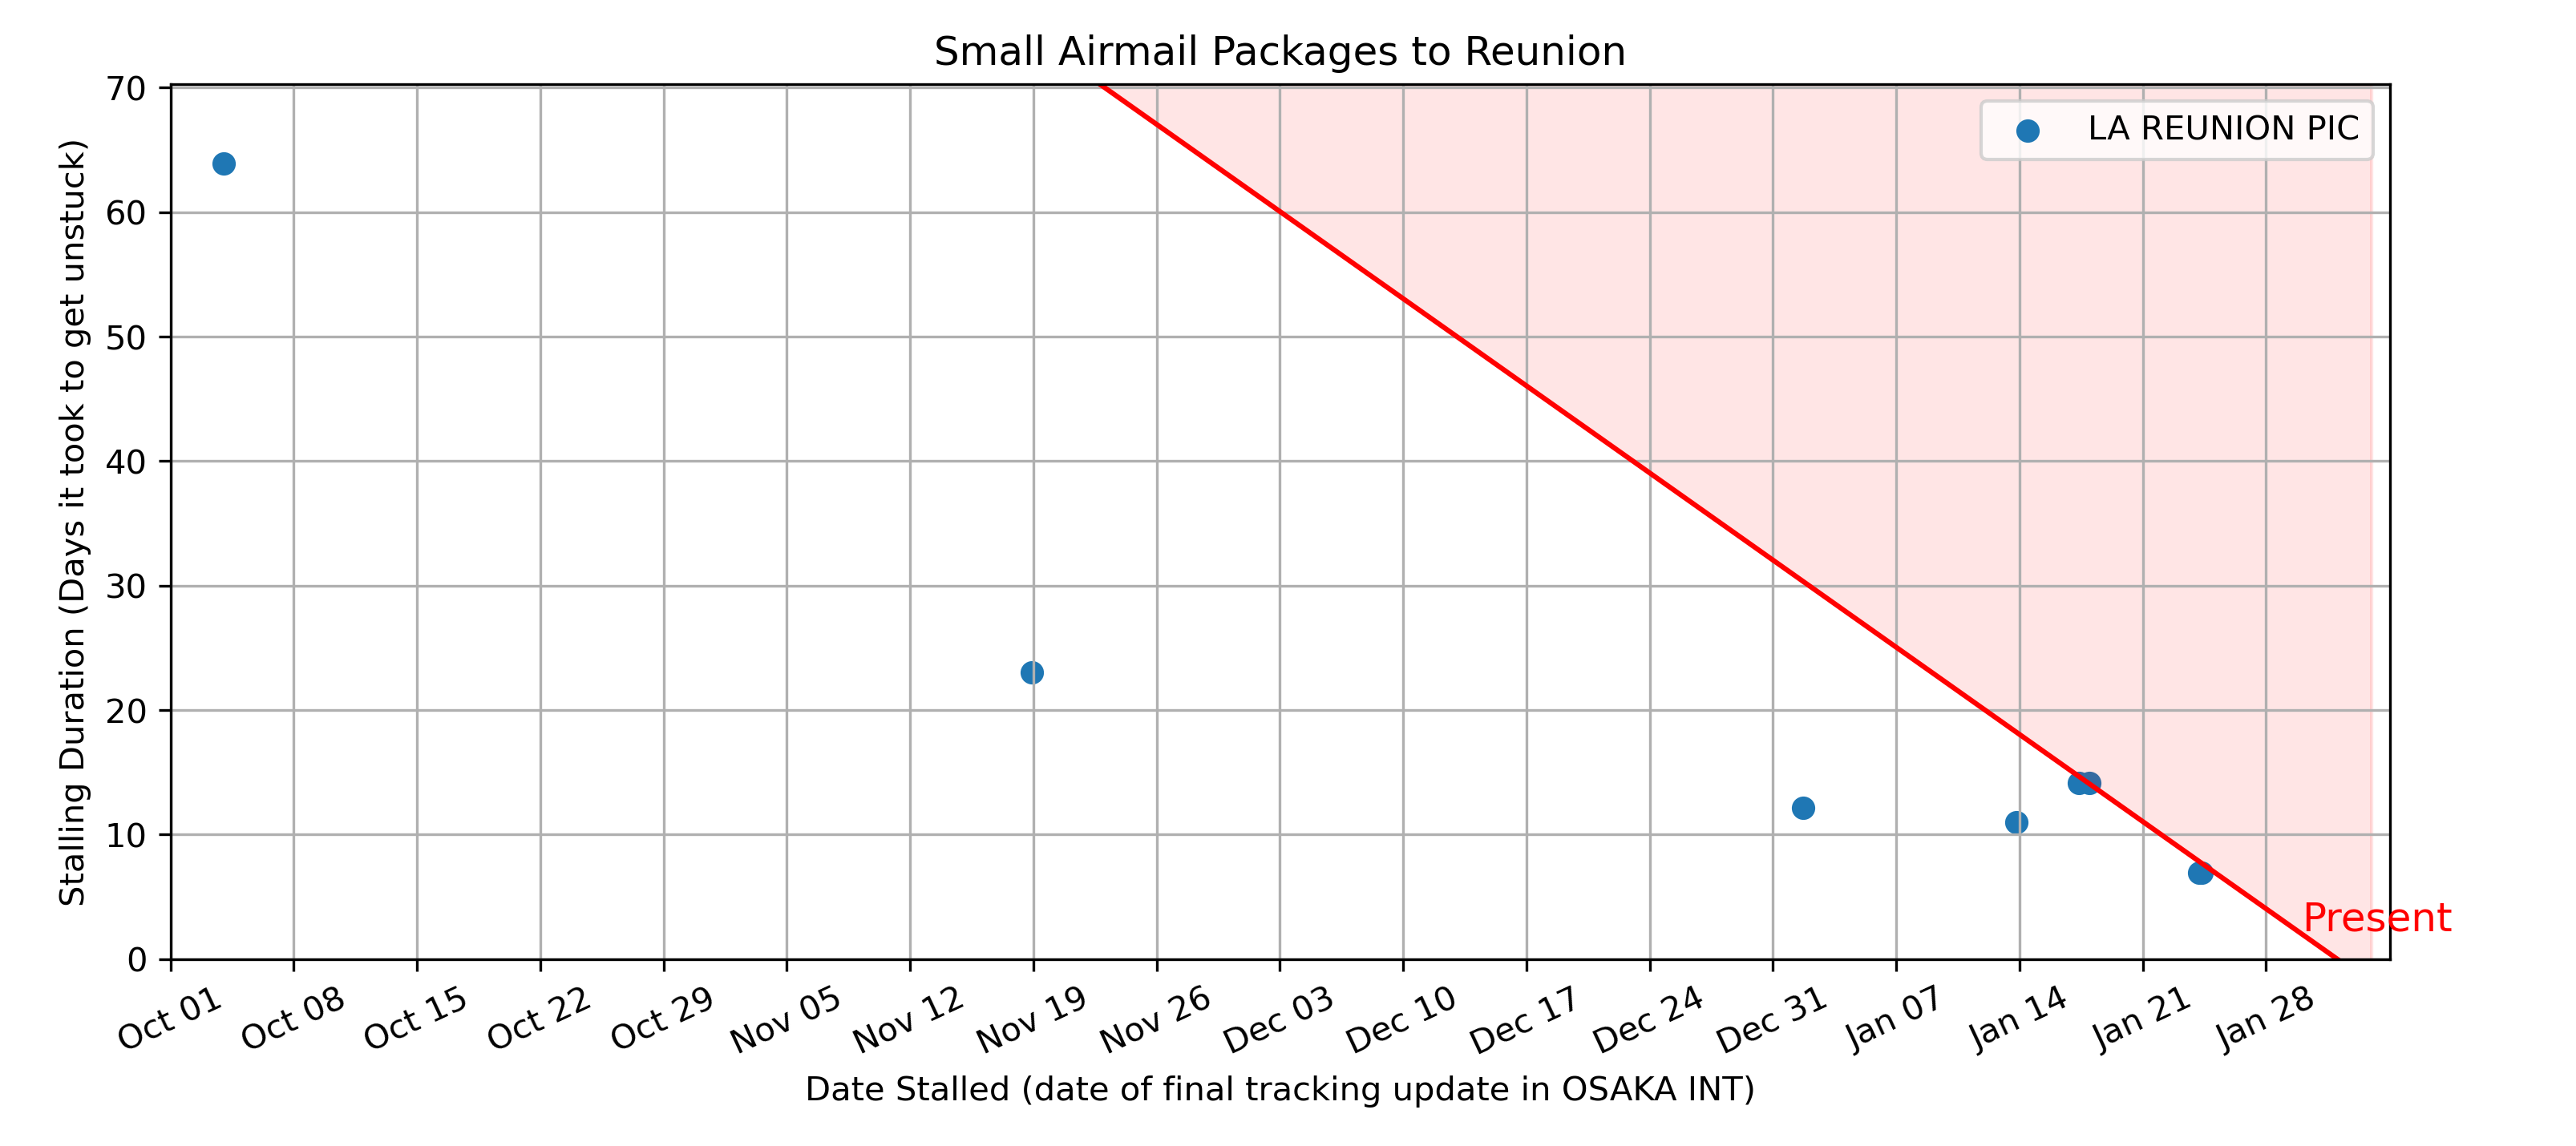 Small Airmail Packages to Reunion
LA REUNION PIC
Stalling Duration (Days it took to get unstuck)
70
60
50
40
30
20
10
0
Present
Oct 01
Oct 08
Oct 15
Oct 22
Oct 29
Nov 05
Nov 12
Nov 19
Nov 26
Dec 03
Dec 10
Dec 17
Dec 24
Dec 31
Jan 07
Jan 14
Jan 21
Jan 28
Date Stalled (date of final tracking update in OSAKA INT)